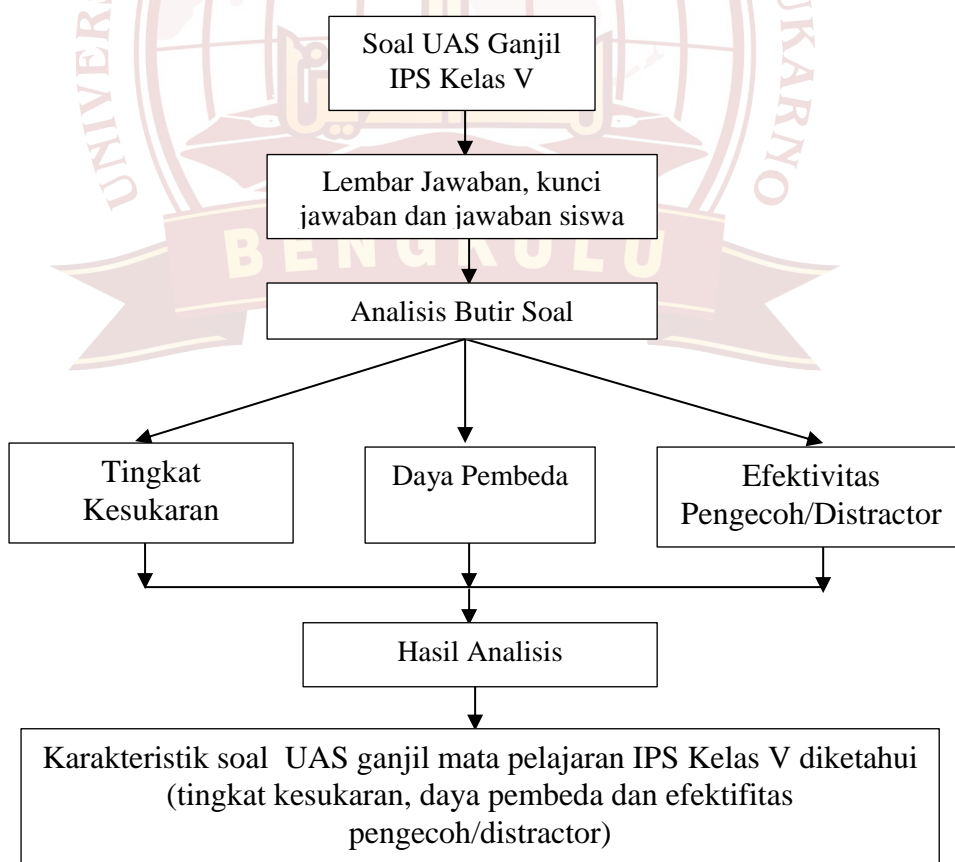 Soal UAS Ganjil
IPS Kelas V
Lembar Jawaban, kunci
jawaban dan jawaban siswa
BENGKULU
Analisis Butir Soal
Tingkat
Kesukaran
Daya Pembeda
Efektivitas
Pengecoh/Distractor
Hasil Analisis
Karakteristik soal  UAS ganjil mata pelajaran IPS Kelas V diketahui
(tingkat kesukaran, daya pembeda dan efektifitas
pengecoh/distractor)